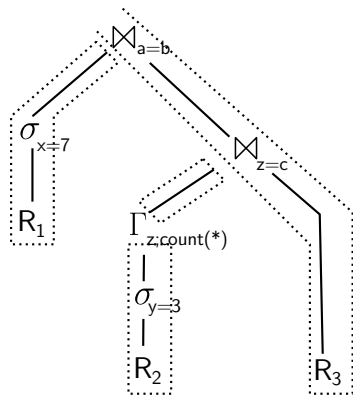 ⋈a=b
σx=7
⋈z=c
R1
Γz;count(*)
σy=3
R2
R3